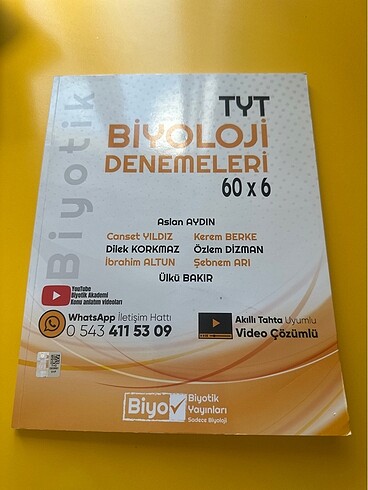 Biyotik
TYT
BİYOLOJİ
DENEMELERİ
60 x 6
Aslan AYDIN
Canset YILDIZ Kerem BERKE
Dilek KORKMAZ Özlem DİZMAN
İbrahim ALTUN Şebnem ARI
Ülkü BAKIR
YouTube
Biyotik Akademi
Konu anlatım videoları
WhatsApp İletişim Hattı
0 543 411 53 09
Akıllı Tahta Uyumlu
Video Çözümlü
Biyo
Biyotik
Yayınları
Sadece Biyoloji